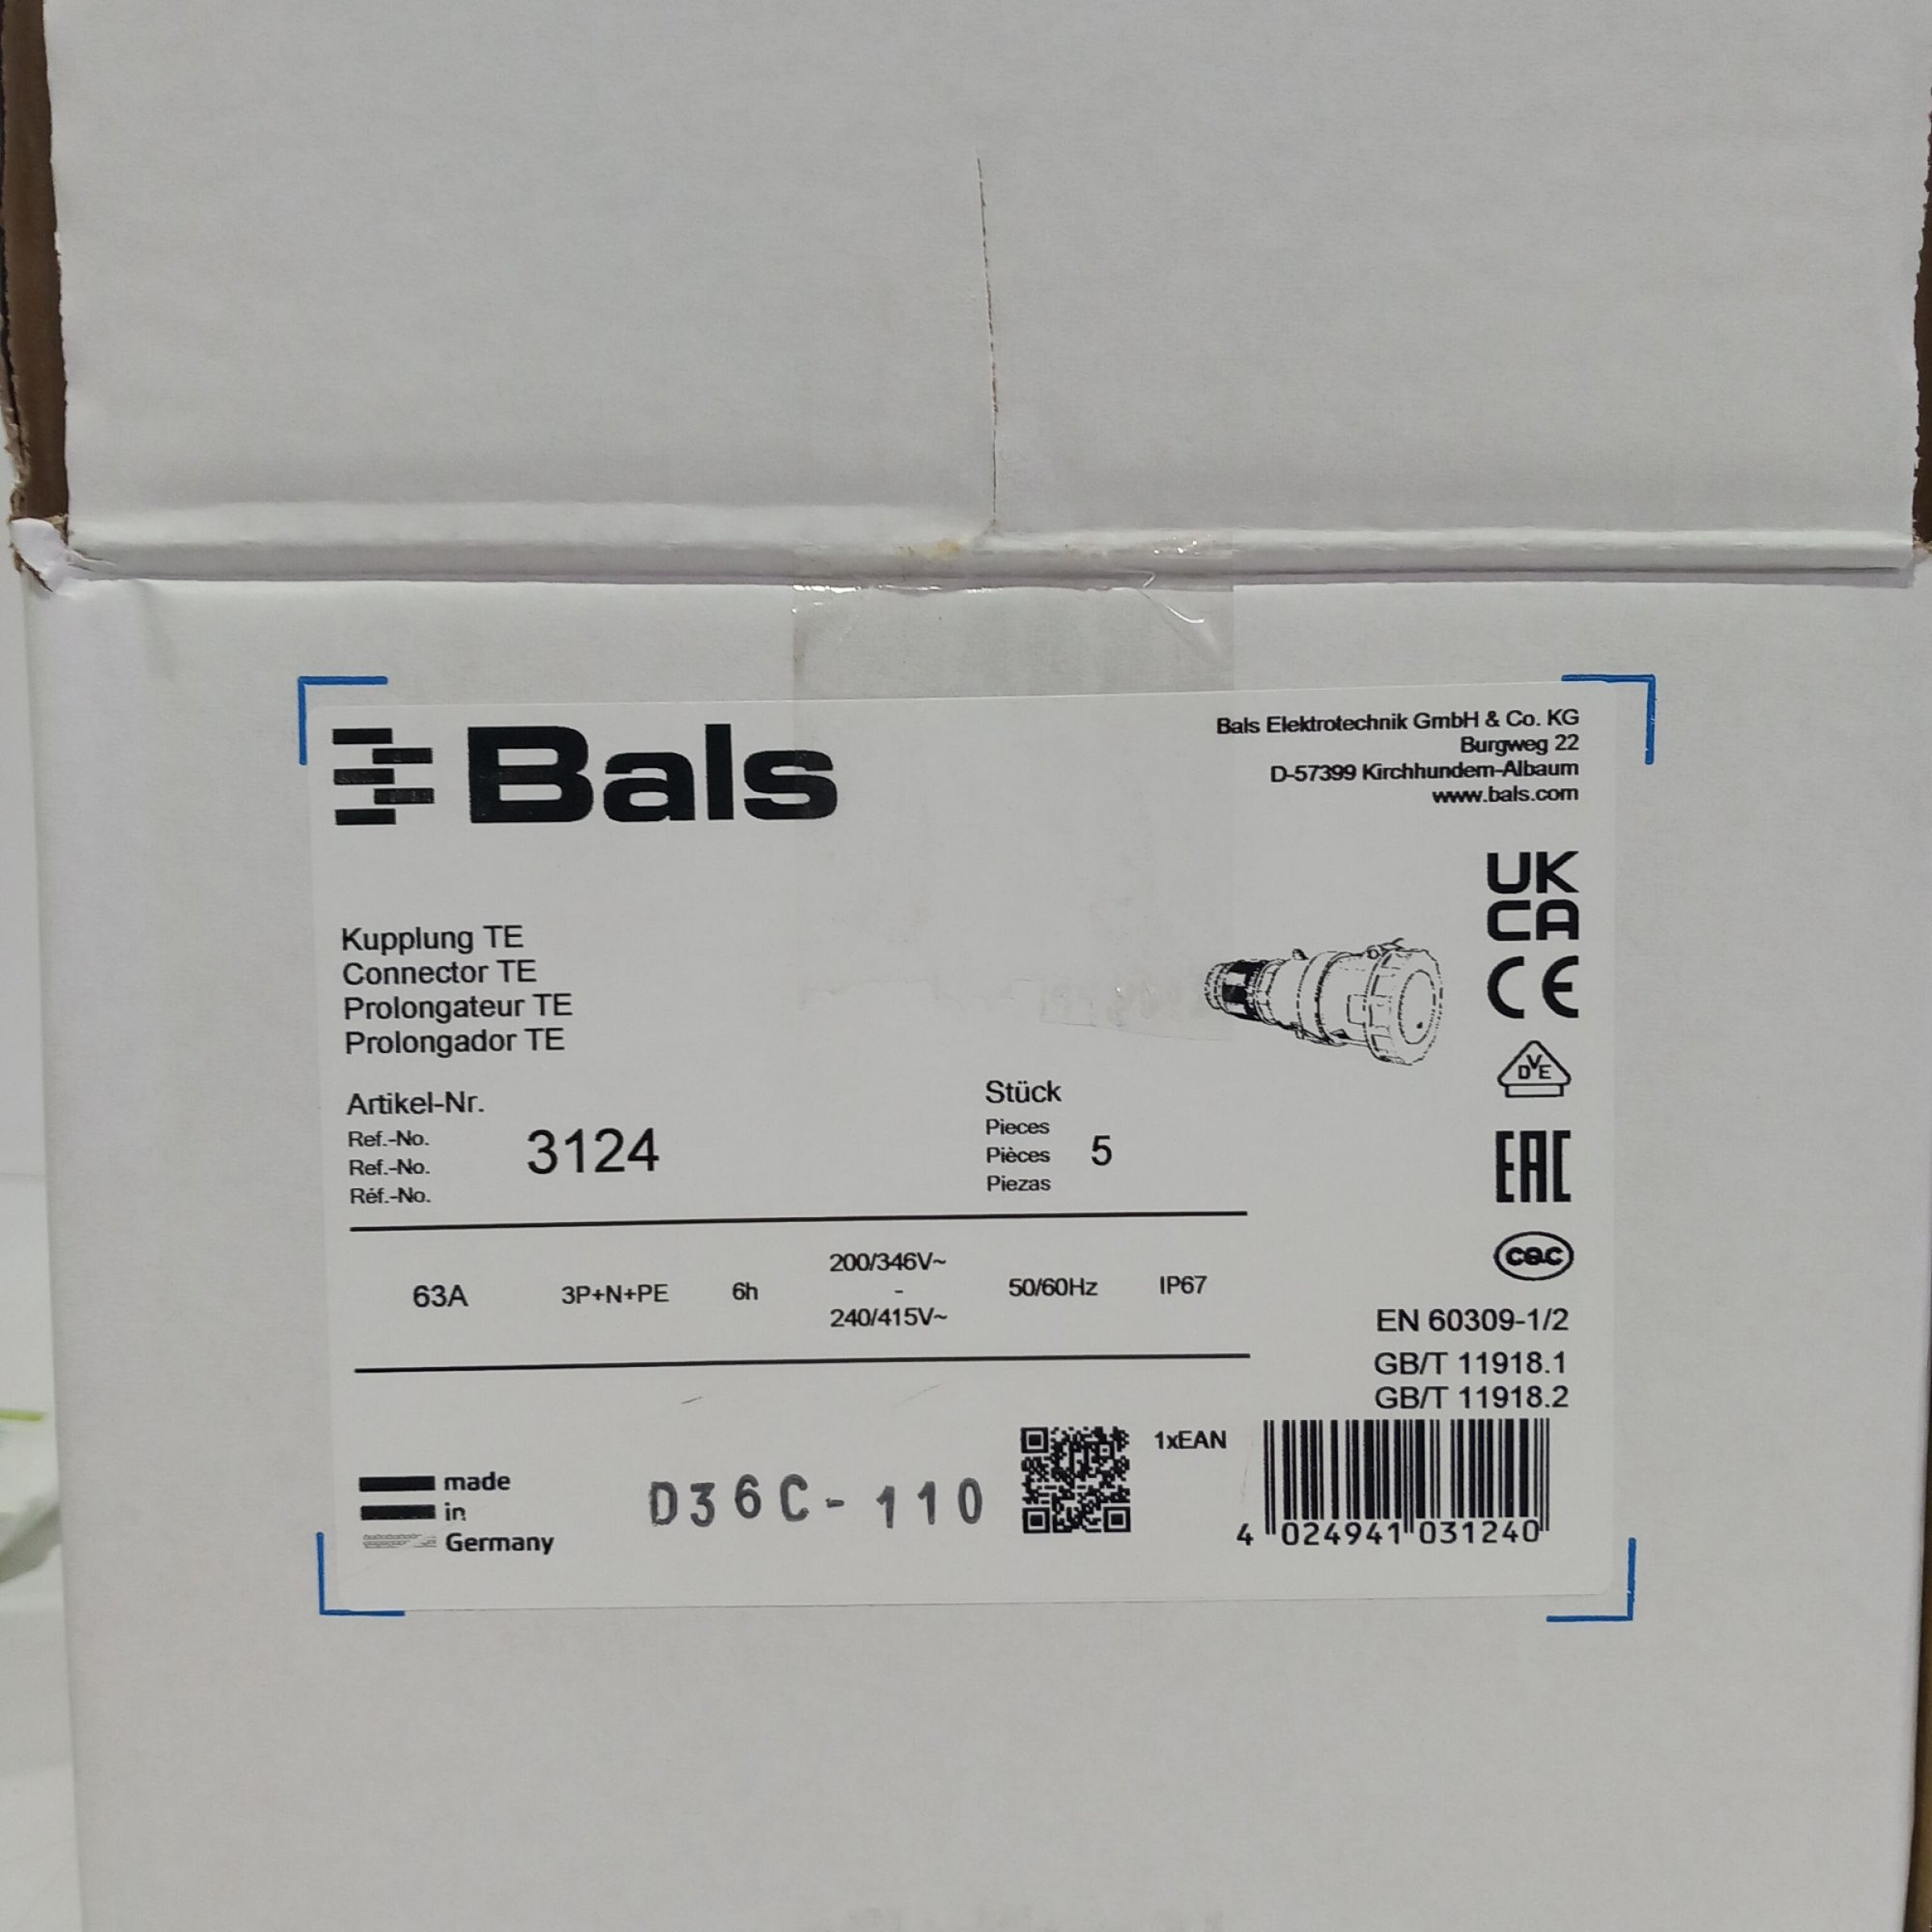 Bals
Bals Elektrotechnik GmbH & Co. KG
Burgweg 22
D-57399 Kirchhundem-Albaum
www.bals.com
UK
CA
CE
Kupplung TE
Connector TE
Prolongateur TE
Prolongador TE
DVE
Artikel-Nr.
Ref.-No.
Ref.-No.
Réf.-No.
3124
Stück
Pieces
Pièces
Piezas
5
EAC
63A
3P+N+PE
6h
200/346V~
-
240/415V~
50/60Hz
IP67
CQC
EN 60309-1/2
GB/T 11918.1
GB/T 11918.2
made
in
Germany
D36C-110
1xEAN
4 024941 031240